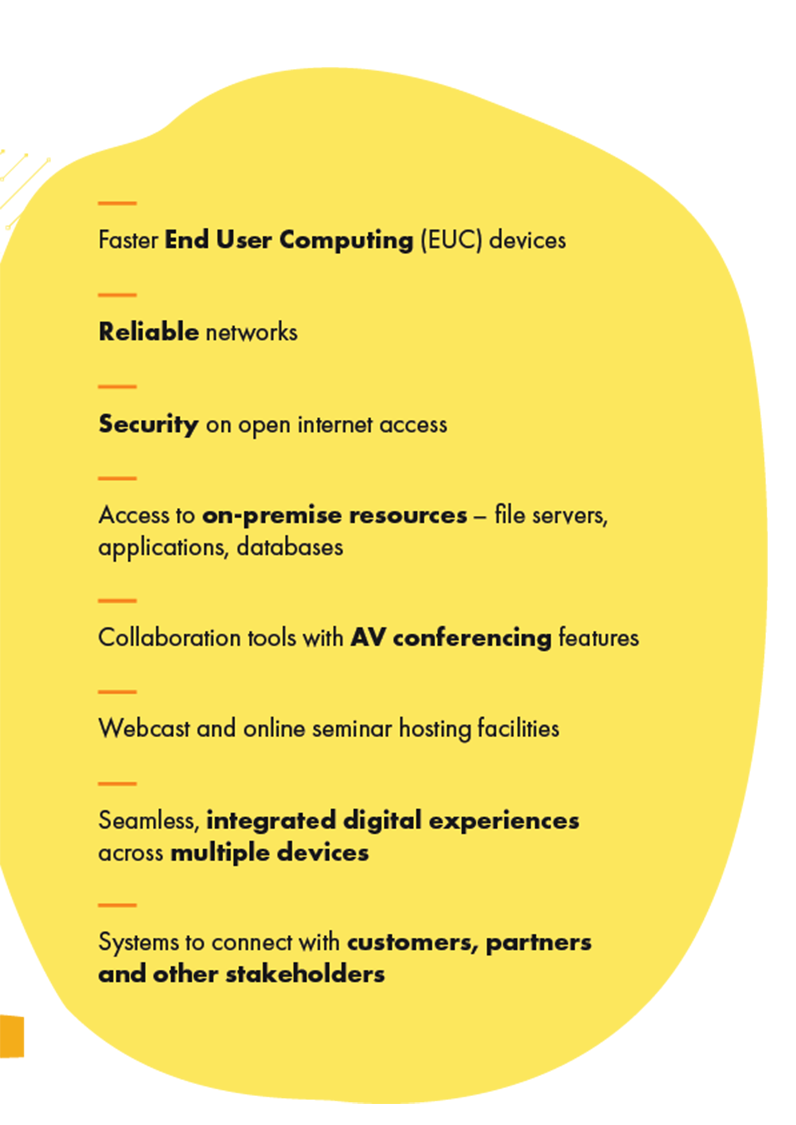 Faster End User Computing (EUC) devices
Reliable networks
Security on open internet access
Access to on-premise resources – file servers,
applications, databases
Collaboration tools with AV conferencing features
Webcast and online seminar hosting facilities
Seamless, integrated digital experiences
across multiple devices
Systems to connect with customers, partners
and other stakeholders